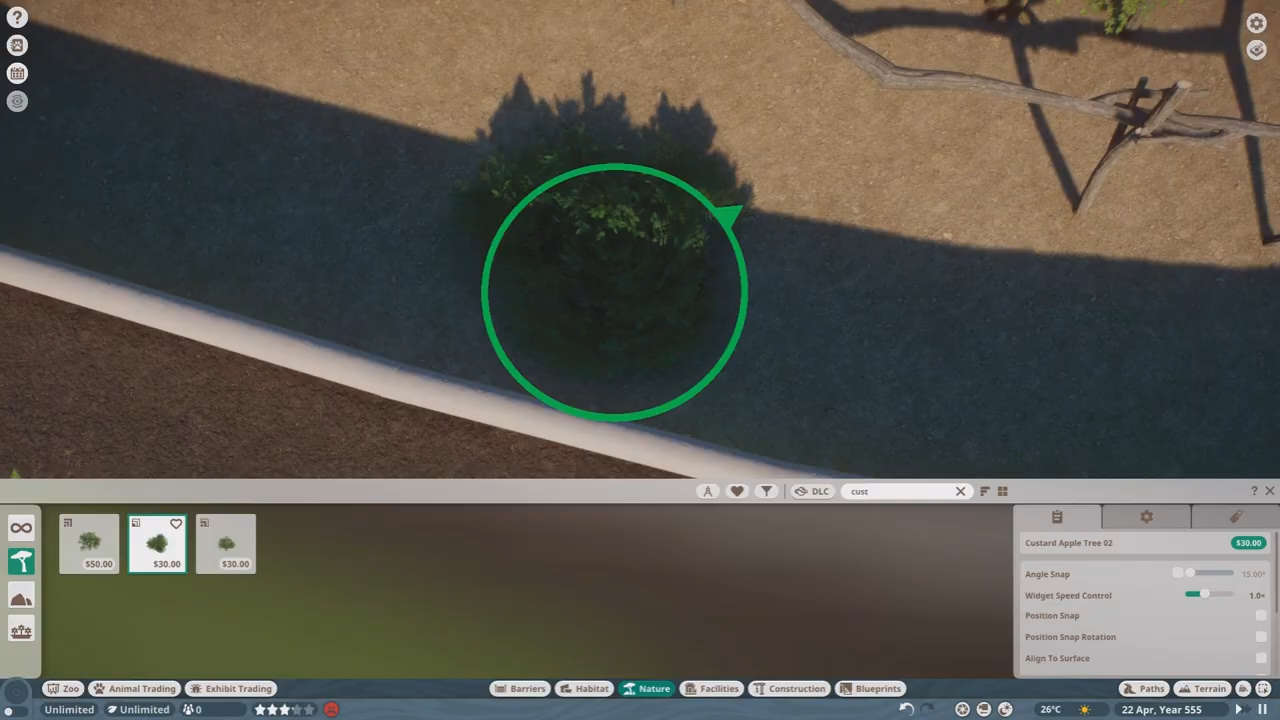 ?
DLC
cust
?
$50.00
$30.00
$30.00
Custard Apple Tree 02
$30.00
Angle Snap
15.00°
Widget Speed Control
1.0×
Position Snap
Position Snap Rotation
Align To Surface
Zoo
Animal Trading
Exhibit Trading
Barriers
Habitat
Nature
Facilities
Construction
Blueprints
Paths
Terrain
Unlimited
Unlimited
0
26°C
22 Apr, Year 555